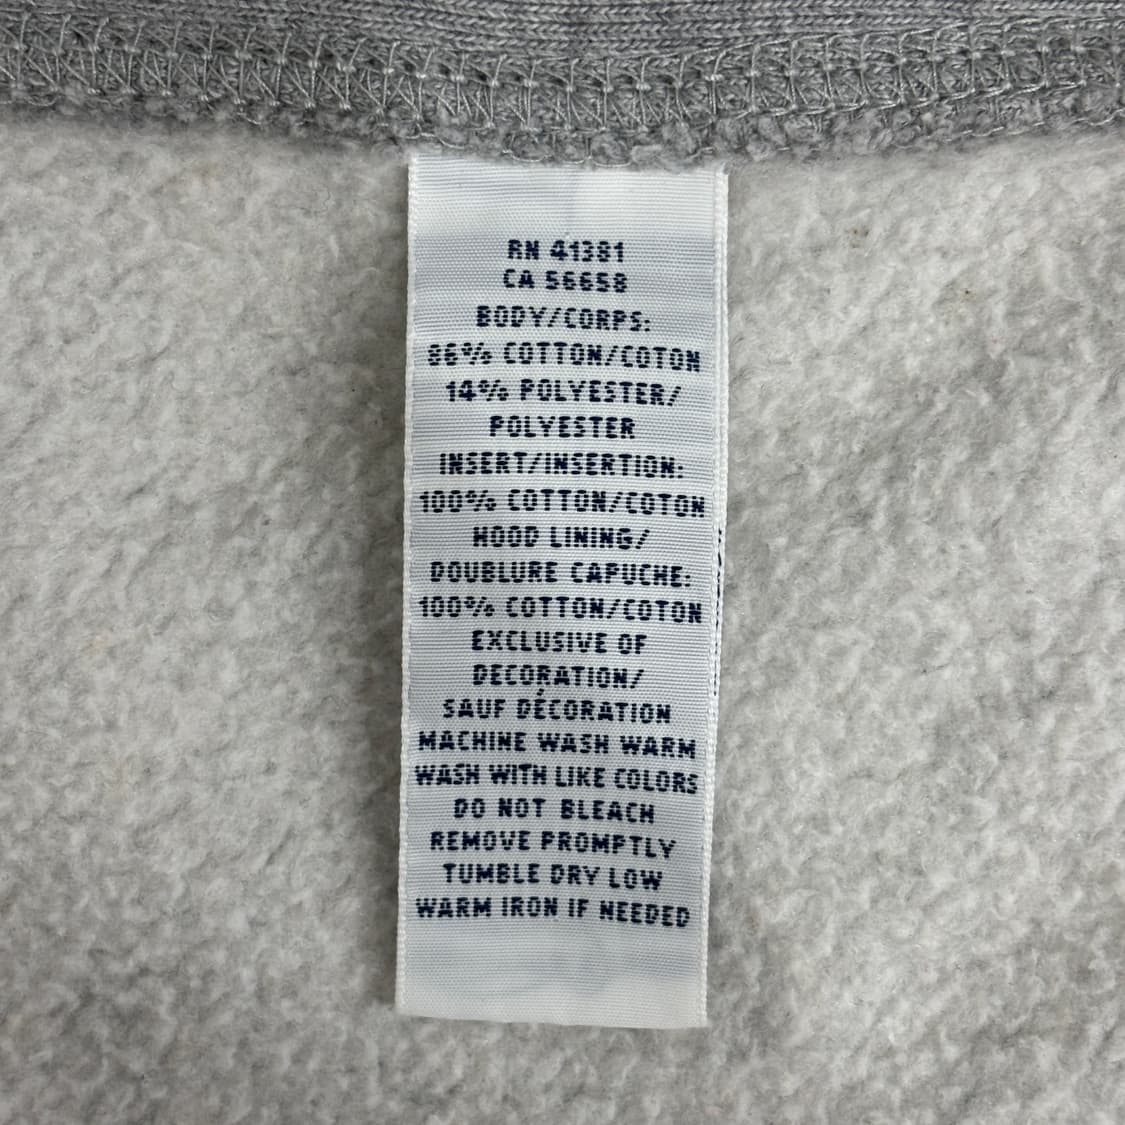 RN 41381
CA 56658
BODY/CORPS:
86% COTTON/COTON
14% POLYESTER/
POLYESTER
INSERT/INSERTION:
100% COTTON/COTON
HOOD LINING/
DOUBLURE CAPUCHE:
100% COTTON/COTON
EXCLUSIVE OF
DECORATION/
SAUF DÉCORATION
MACHINE WASH WARM
WASH WITH LIKE COLORS
DO NOT BLEACH
REMOVE PROMPTLY
TUMBLE DRY LOW
WARM IRON IF NEEDED